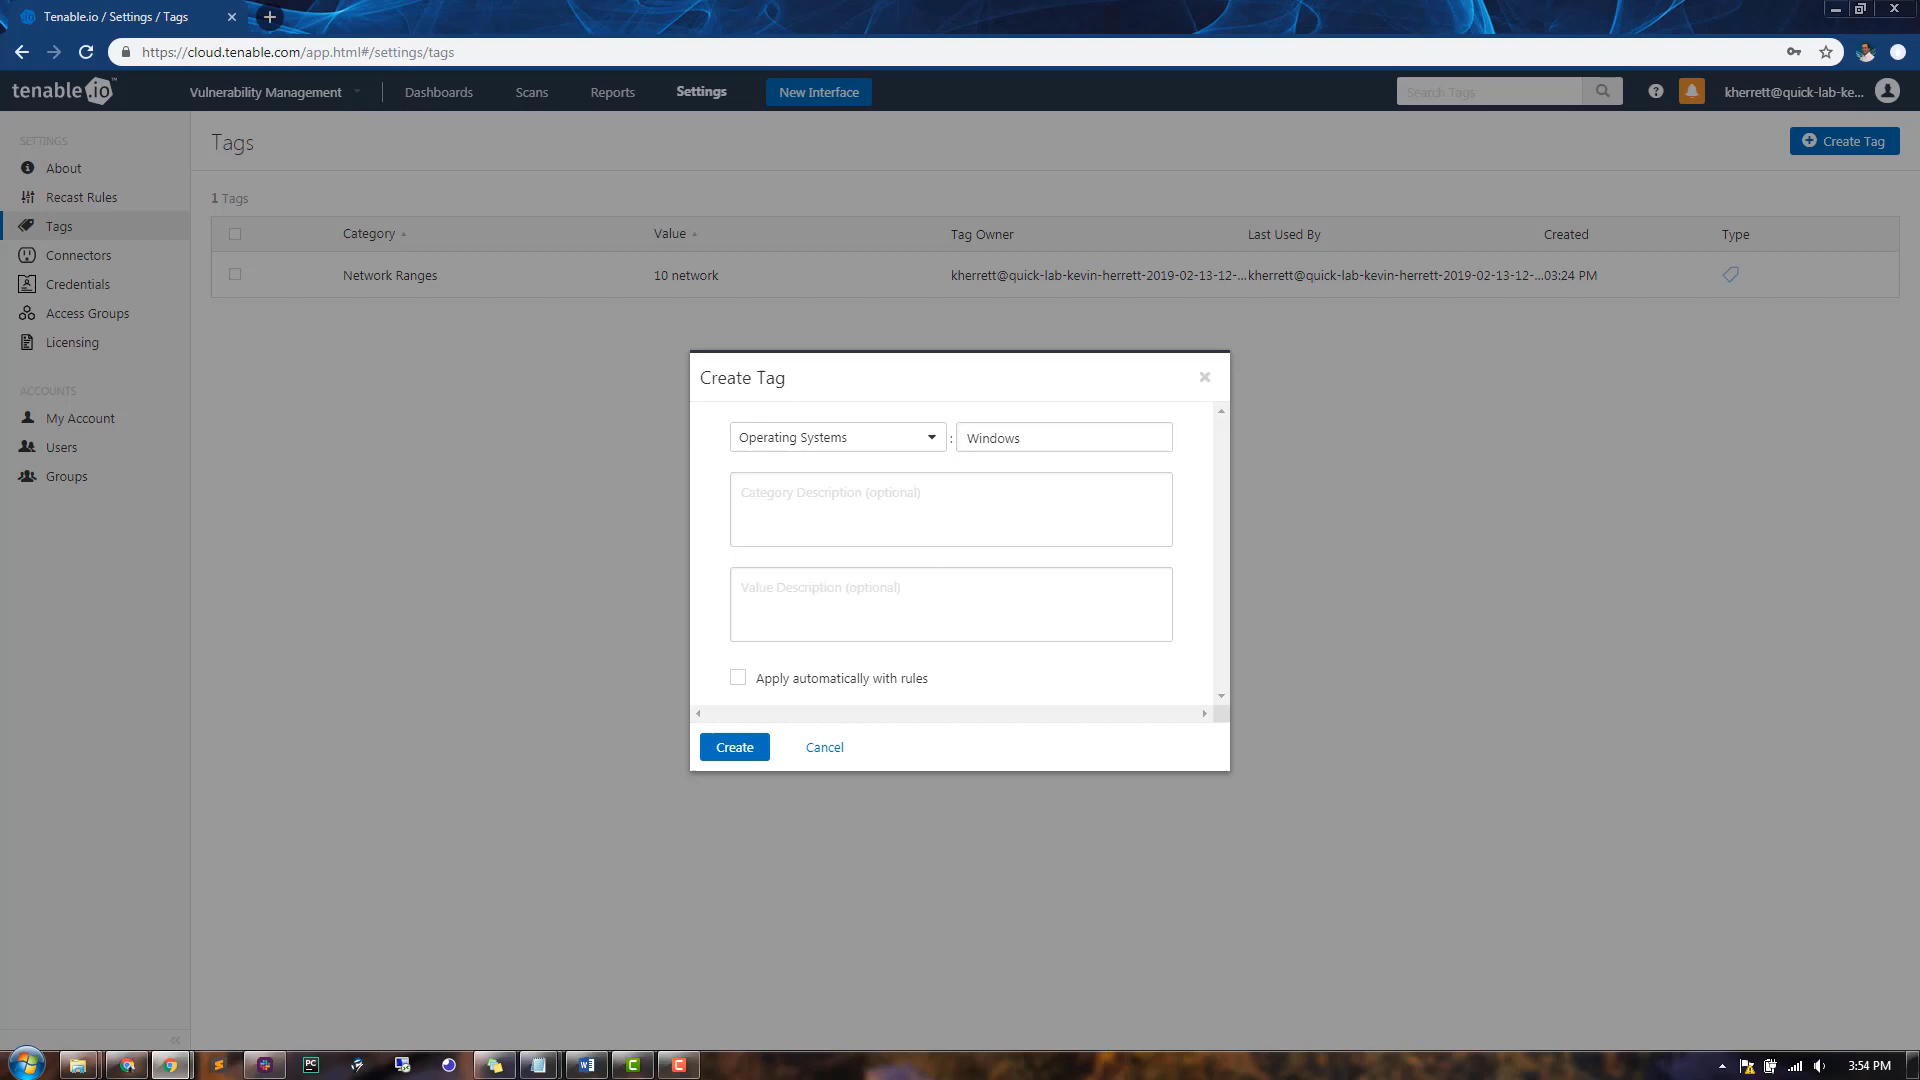 Tenable.io / Settings / Tags
https://cloud.tenable.com/app.html#/settings/tags
tenable.io™
Vulnerability Management
Dashboards
Scans
Reports
Settings
New Interface
Search Tags
kherrett@quick-lab-ke...
SETTINGS
About
Recast Rules
Tags
Connectors
Credentials
Access Groups
Licensing
ACCOUNTS
My Account
Users
Groups
Tags
Create Tag
1 Tags
Category Value Tag Owner Last Used By Created Type
Network Ranges 10 network kherrett@quick-lab-kevin-herrett-2019-02-13-12-... kherrett@quick-lab-kevin-herrett-2019-02-13-12-... 03:24 PM
Create Tag
Operating Systems : Windows
Category Description (optional)
Value Description (optional)
Apply automatically with rules
Create Cancel
3:54 PM